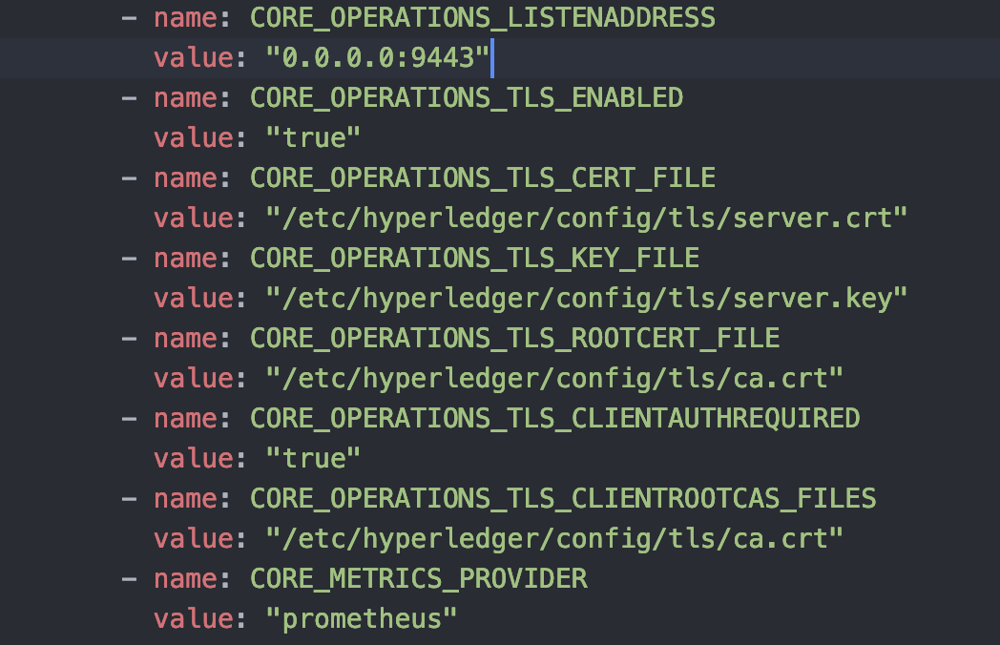 - name: CORE_OPERATIONS_LISTENADDRESS
value: "0.0.0.0:9443"
- name: CORE_OPERATIONS_TLS_ENABLED
value: "true"
- name: CORE_OPERATIONS_TLS_CERT_FILE
value: "/etc/hyperledger/config/tls/server.crt"
- name: CORE_OPERATIONS_TLS_KEY_FILE
value: "/etc/hyperledger/config/tls/server.key"
- name: CORE_OPERATIONS_TLS_ROOTCERT_FILE
value: "/etc/hyperledger/config/tls/ca.crt"
- name: CORE_OPERATIONS_TLS_CLIENTAUTHREQUIRED
value: "true"
- name: CORE_OPERATIONS_TLS_CLIENTROOTCAS_FILES
value: "/etc/hyperledger/config/tls/ca.crt"
- name: CORE_METRICS_PROVIDER
value: "prometheus"